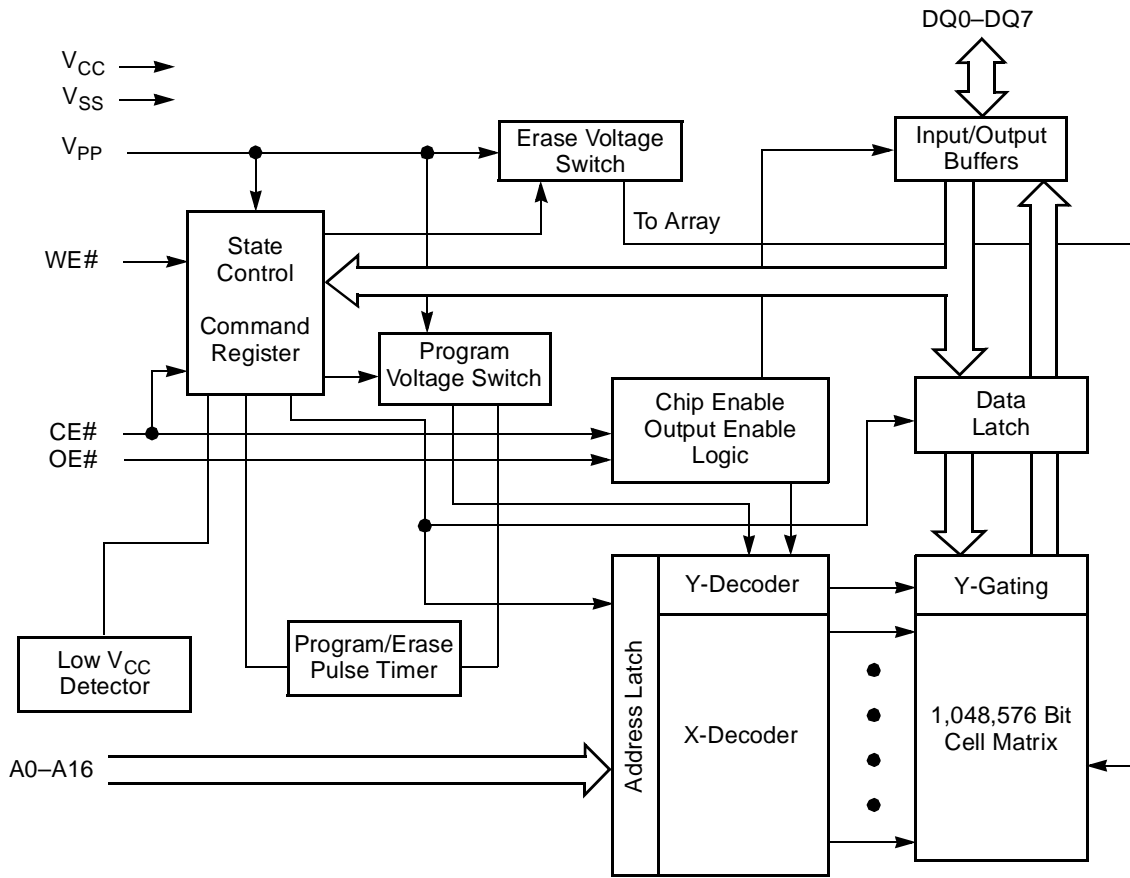 DQ0–DQ7
VCC
VSS
VPP
Erase Voltage
Switch
Input/Output
Buffers
To Array
WE#
State
Control
Command
Register
Program
Voltage Switch
CE#
OE#
Chip Enable
Output Enable
Logic
Data
Latch
Y-Decoder
Y-Gating
Low VCC
Detector
Program/Erase
Pulse Timer
Address Latch
X-Decoder
1,048,576 Bit
Cell Matrix
A0–A16